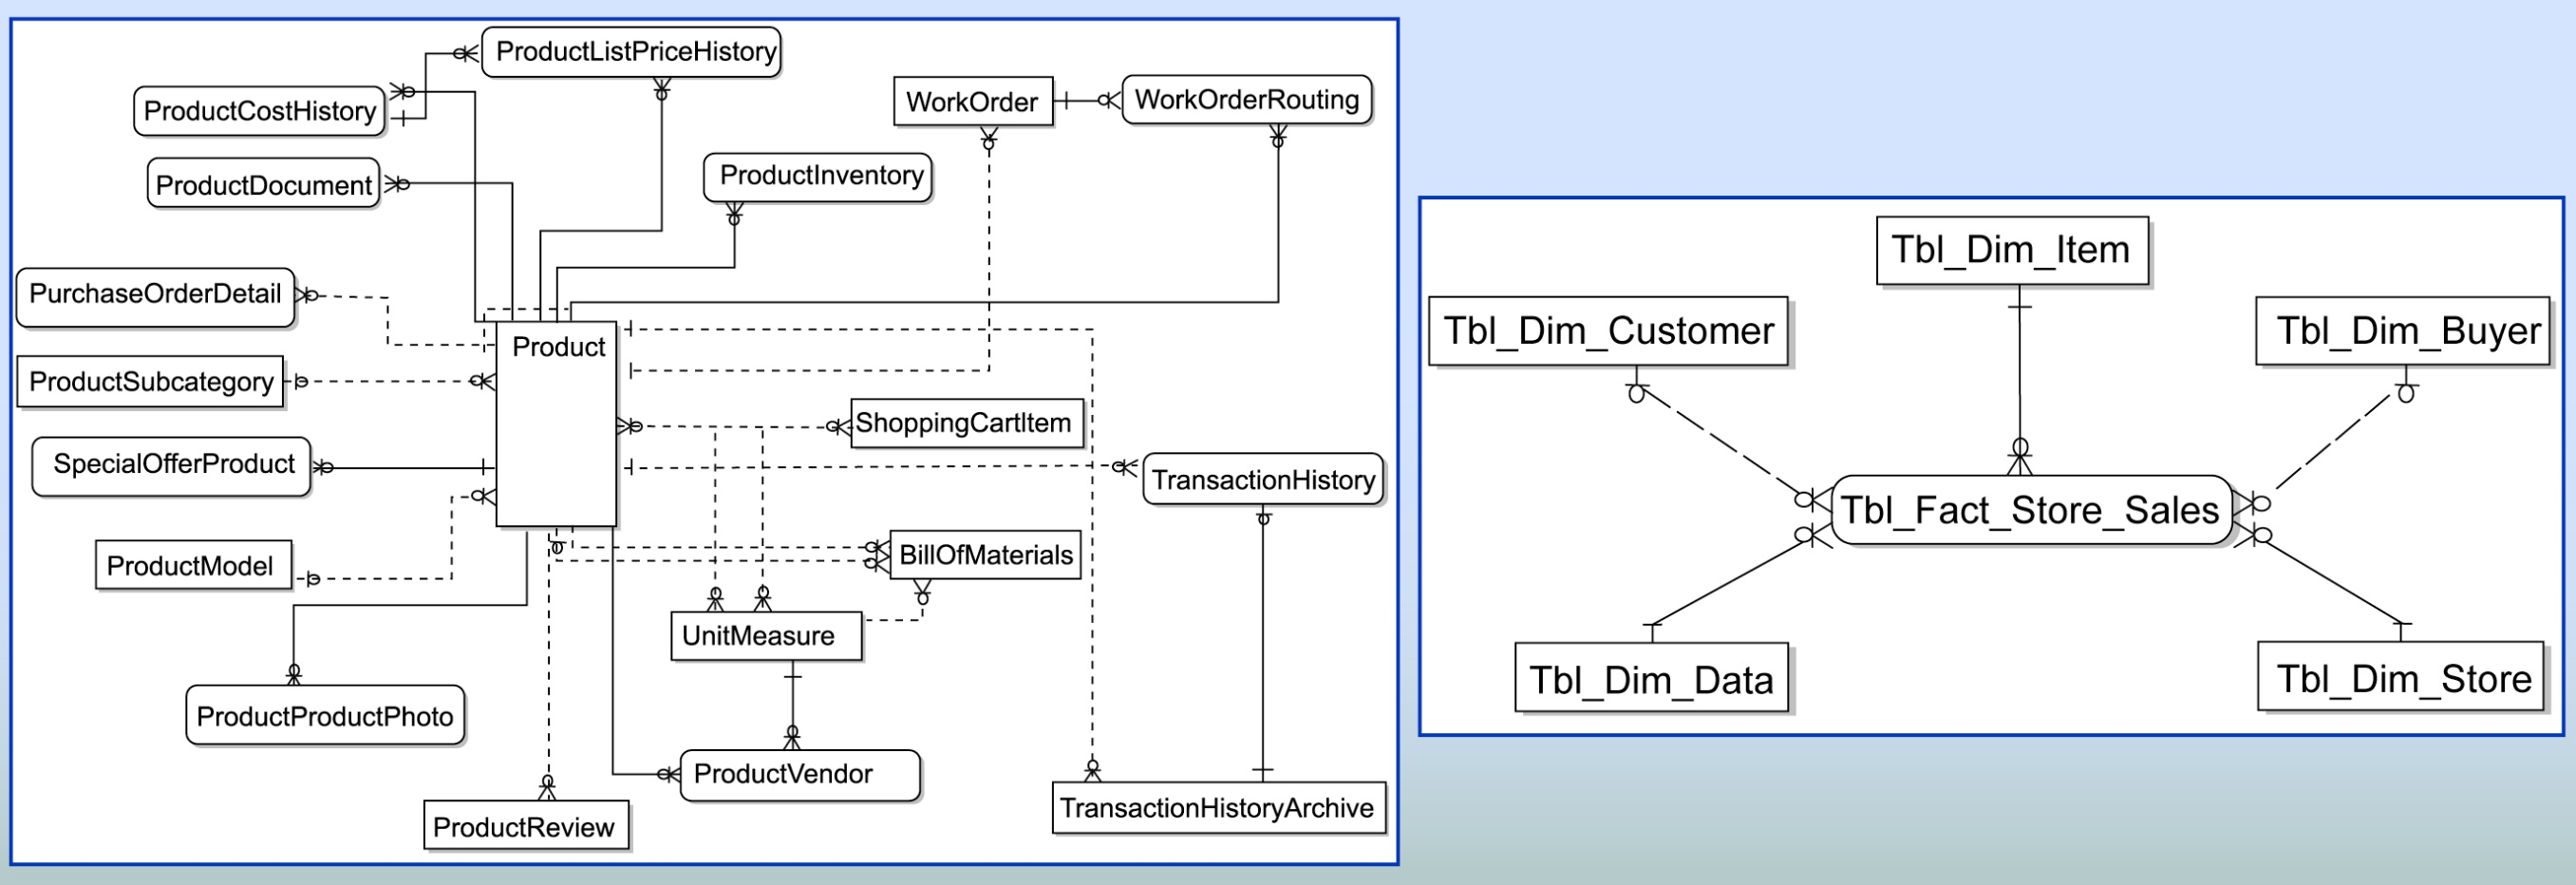 ProductListPriceHistory
ProductCostHistory
WorkOrder
WorkOrderRouting
ProductDocument
ProductInventory
PurchaseOrderDetail
Product
ProductSubcategory
ShoppingCartItem
SpecialOfferProduct
TransactionHistory
ProductModel
BillOfMaterials
UnitMeasure
ProductProductPhoto
ProductVendor
ProductReview
TransactionHistoryArchive
Tbl_Dim_Item
Tbl_Dim_Customer
Tbl_Dim_Buyer
Tbl_Fact_Store_Sales
Tbl_Dim_Data
Tbl_Dim_Store